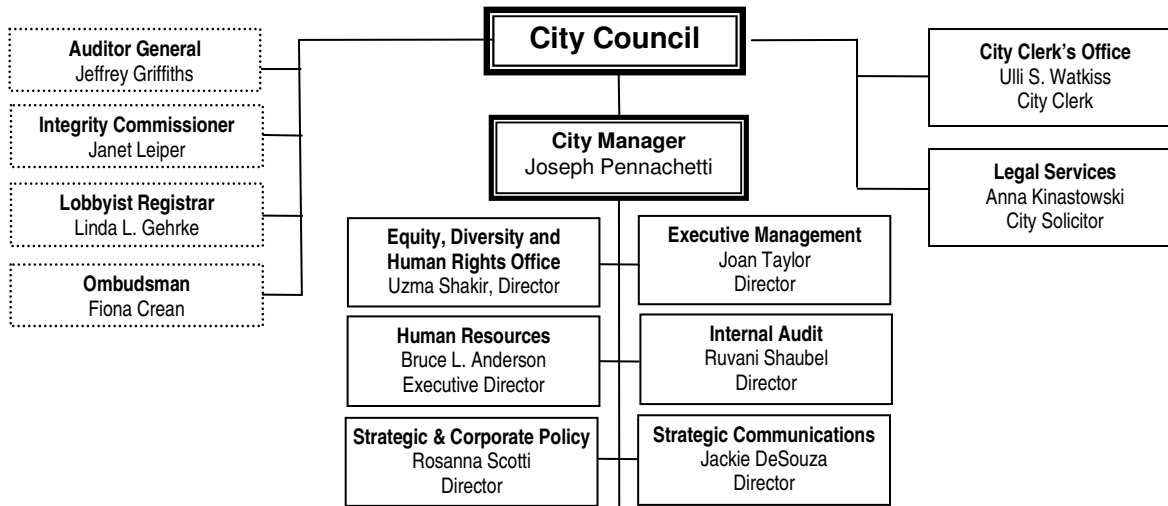 City Council
Auditor General
Jeffrey Griffiths
Integrity Commissioner
Janet Leiper
Lobbyist Registrar
Linda L. Gehrke
Ombudsman
Fiona Crean
City Clerk's Office
Ulli S. Watkiss
City Clerk
Legal Services
Anna Kinastowski
City Solicitor
City Manager
Joseph Pennachetti
Equity, Diversity and
Human Rights Office
Uzma Shakir, Director
Executive Management
Joan Taylor
Director
Human Resources
Bruce L. Anderson
Executive Director
Internal Audit
Ruvani Shaubel
Director
Strategic & Corporate Policy
Rosanna Scotti
Director
Strategic Communications
Jackie DeSouza
Director